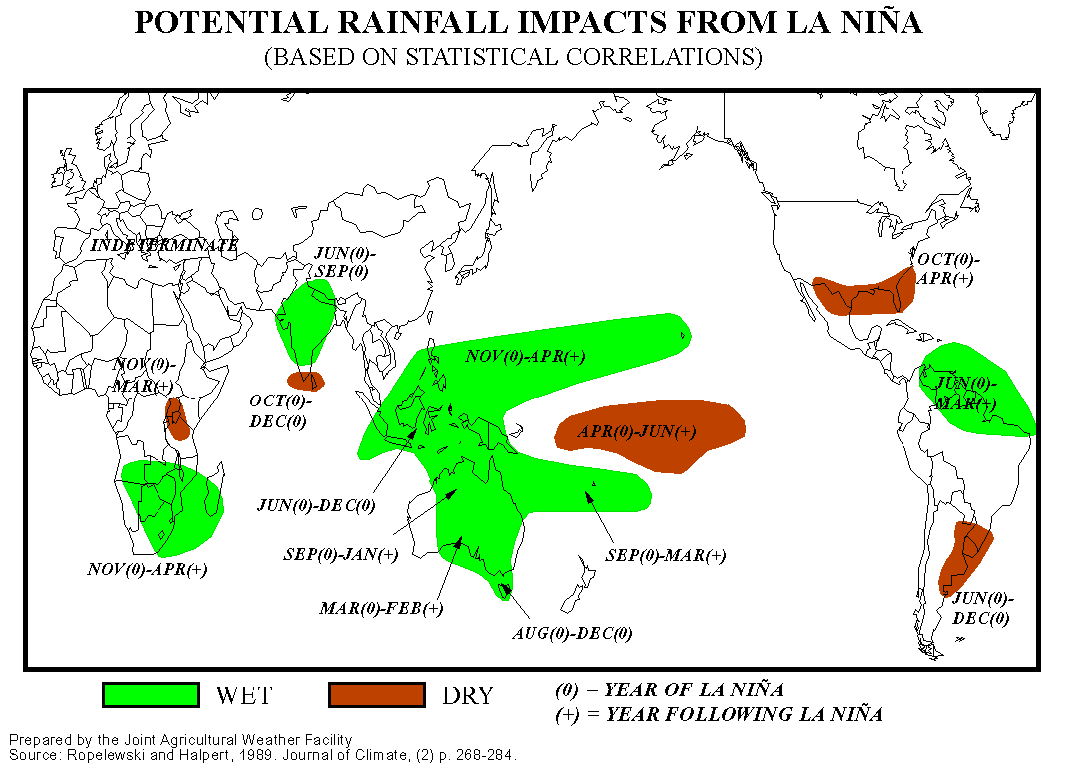 POTENTIAL RAINFALL IMPACTS FROM LA NIÑA
(BASED ON STATISTICAL CORRELATIONS)
INDETERMINATE
JUN(0)-
SEP(0)
OCT(0)-
APR(+)
NOV(0)-
MAR(+)
NOV(0)-APR(+)
JUN(0)-
MAR(+)
OCT(0)-
DEC(0)
APR(0)-JUN(+)
JUN(0)-DEC(0)
SEP(0)-JAN(+)
SEP(0)-MAR(+)
NOV(0)-APR(+)
MAR(0)-FEB(+)
AUG(0)-DEC(0)
JUN(0)-
DEC(0)
WET
DRY
(0) – YEAR OF LA NIÑA
(+) = YEAR FOLLOWING LA NIÑA
Prepared by the Joint Agricultural Weather Facility
Source: Ropelewski and Halpert, 1989. Journal of Climate, (2) p. 268-284.